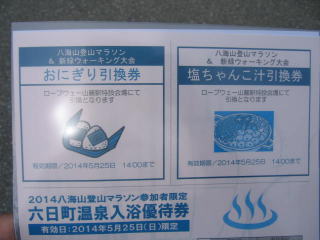 八海山登山マラソン
& 新緑ウォーキング大会
おにぎり引換券
ロープウェー山麓駅特設会場にて
引換となります
有効期限/2014年5月25日 14:00まで
八海山登山マラソン
& 新緑ウォーキング大会
塩ちゃんこ汁引換券
ロープウェー山麓駅特設会場にて
引換となります
有効期限/2014年5月25日 14:00まで
2014八海山登山マラソン参加者限定
六日町温泉入浴優待券
有効日:2014年5月25日(日)限定